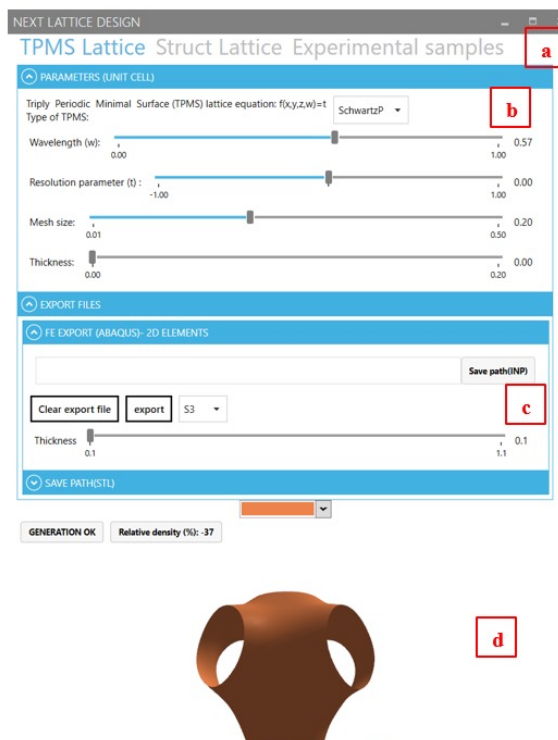 NEXT LATTICE DESIGN
TPMS Lattice Struct Lattice Experimental samples
a
PARAMETERS (UNIT CELL)
Triply Periodic Minimal Surface (TPMS) lattice equation: f(x,y,z,w)=t
Type of TPMS:
SchwartzP
b
Wavelength (w):
0.57
0.00 1.00
Resolution parameter (t) :
0.00
-1.00 1.00
Mesh size:
0.20
0.01 0.50
Thickness:
0.00
0.00 0.20
EXPORT FILES
FE EXPORT (ABAQUS)- 2D ELEMENTS
Save path(INP)
Clear export file export S3
c
Thickness 0.1
0.1 1.1
SAVE PATH(STL)
GENERATION OK Relative density (%): -37
d